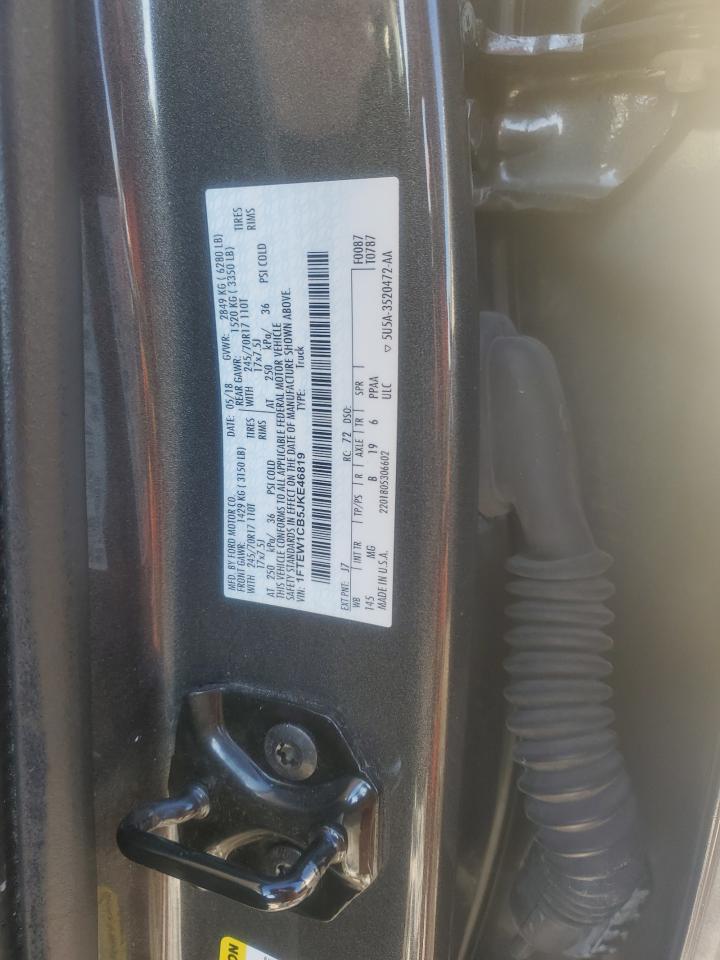 MFD. BY FORD MOTOR CO.
DATE: 05/18 GVWR: 2849 KG ( 6280 LB)
FRONT GAWR: 1429 KG ( 3150 LB) REAR GAWR: 1520 KG ( 3350 LB)
WITH 245/70R17 110T TIRES WITH 245/70R17 110T TIRES
17x7.5J RIMS 17x7.5J RIMS
AT 250 kPa/ 36 PSI COLD AT 250 kPa/ 36 PSI COLD
THIS VEHICLE CONFORMS TO ALL APPLICABLE FEDERAL MOTOR VEHICLE
SAFETY STANDARDS IN EFFECT ON THE DATE OF MANUFACTURE SHOWN ABOVE.
VIN: 1FTEW1CB5JKE46819 TYPE: Truck
EXT PNT: J7 RC: 72 DSO: F0087
WB INT TR TP/PS R AXLE TR SPR T0787
145 MG B 19 6 PPAA
ULC
MADE IN U.S.A. 2201805306602 5U5A-3520472-AA